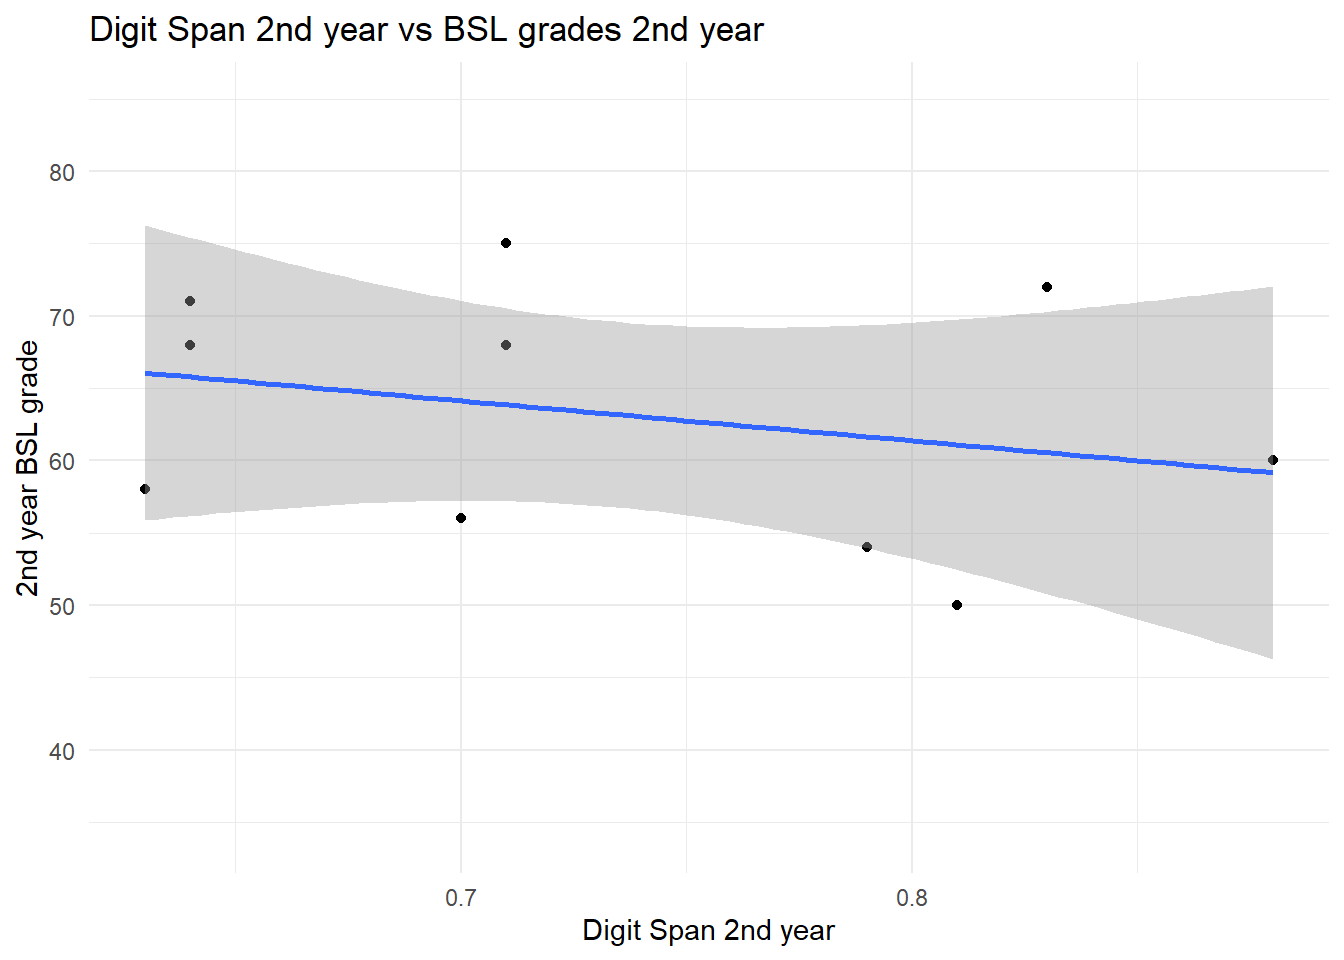 Digit Span 2nd year vs BSL grades 2nd year
80
70
60
50
40
2nd year BSL grade
0.7 0.8
Digit Span 2nd year